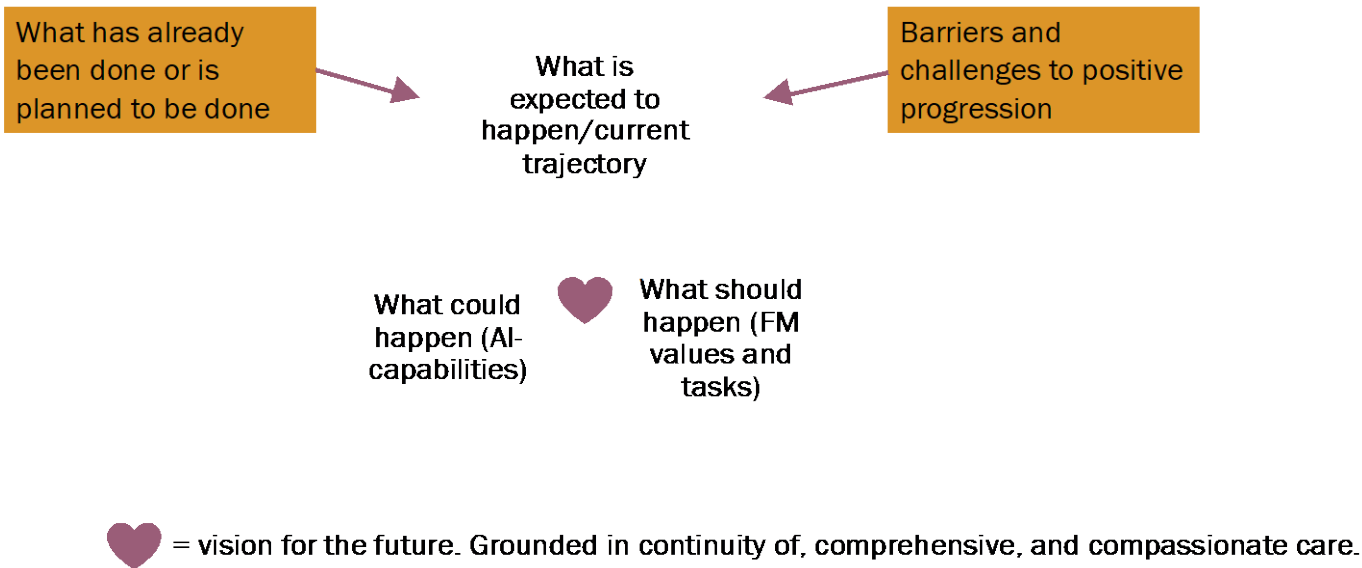 What has already
been done or is
planned to be done
What is
expected to
happen/current
trajectory
Barriers and
challenges to positive
progression
What could
happen (AI-
capabilities)
What should
happen (FM
values and
tasks)
= vision for the future. Grounded in continuity of, comprehensive, and compassionate care.